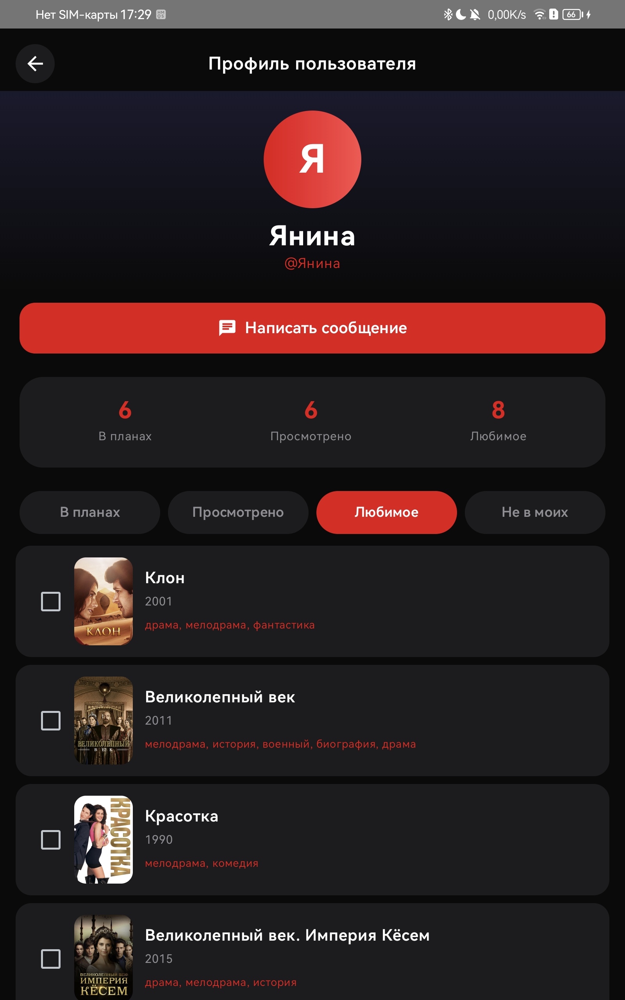 Нет SIM-карты 17:29 HM OS 0,00K/s 66
Профиль пользователя
Я
Янина
@Янина
Написать сообщение
6 6 8
В планах Просмотрено Любимое
В планах Просмотрено Любимое Не в моих
Клон
2001
драма, мелодрама, фантастика
КЛОН
Великолепный век
2011
мелодрама, история, военный, биография, драма
ВЕЛИКОЛЕПНЫЙ
ВЕК
Красотка
1990
мелодрама, комедия
КРАСОТКА
Великолепный век. Империя Кёсем
2015
драма, мелодрама, история
ВЕЛИКОЛЕПНЫЙ ВЕК
ИМПЕРИЯ
КЁСЕМ